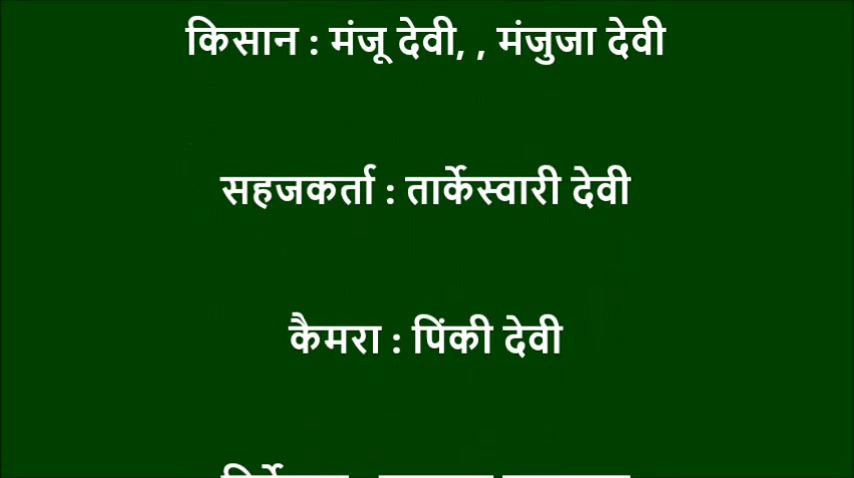 किसान : मंजू देवी, , मंजुजा देवी
सहजकर्ता : तार्केस्वारी देवी
कैमरा : पिंकी देवी